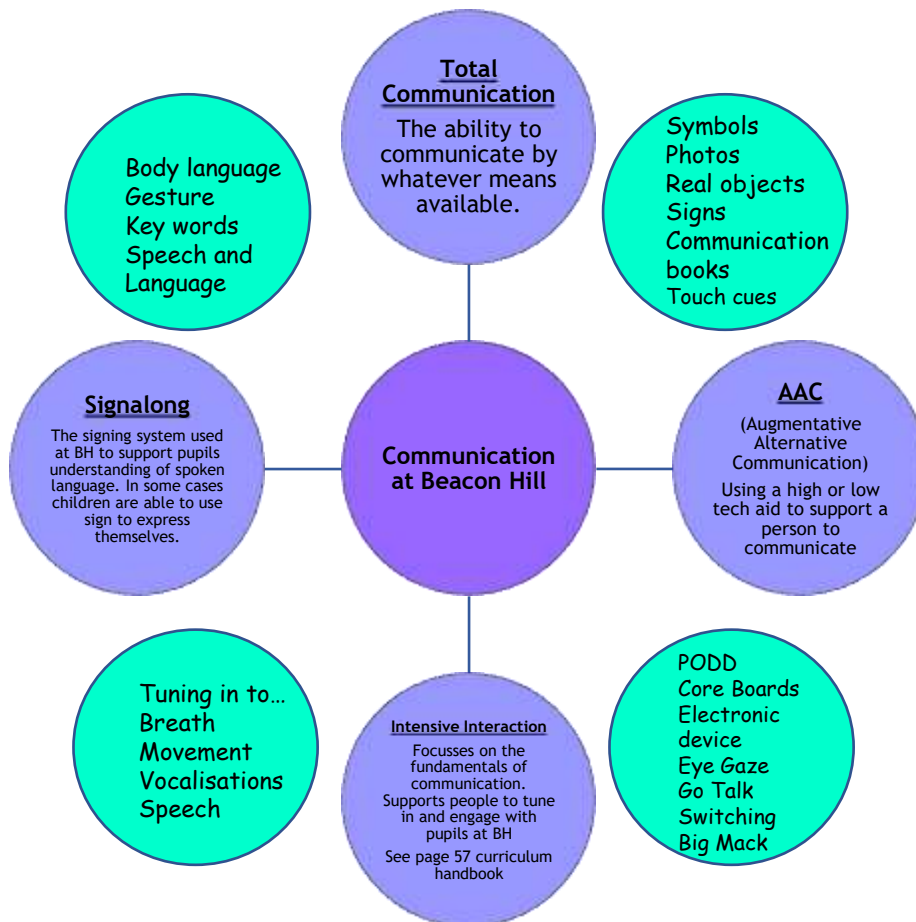 Total
Communication
The ability to
communicate by
whatever means
available.
Body language
Gesture
Key words
Speech and
Language
Symbols
Photos
Real objects
Signs
Communication
books
Touch cues
Signalong
The signing system used
at BH to support pupils
understanding of spoken
language. In some cases
children are able to use
sign to express
themselves.
Communication
at Beacon Hill
AAC
(Augmentative
Alternative
Communication)
Using a high or low
tech aid to support a
person to
communicate
Tuning in to…
Breath
Movement
Vocalisations
Speech
Intensive Interaction
Focusses on the
fundamentals of
communication.
Supports people to tune
in and engage with
pupils at BH
See page 57 curriculum
handbook
PODD
Core Boards
Electronic
device
Eye Gaze
Go Talk
Switching
Big Mack